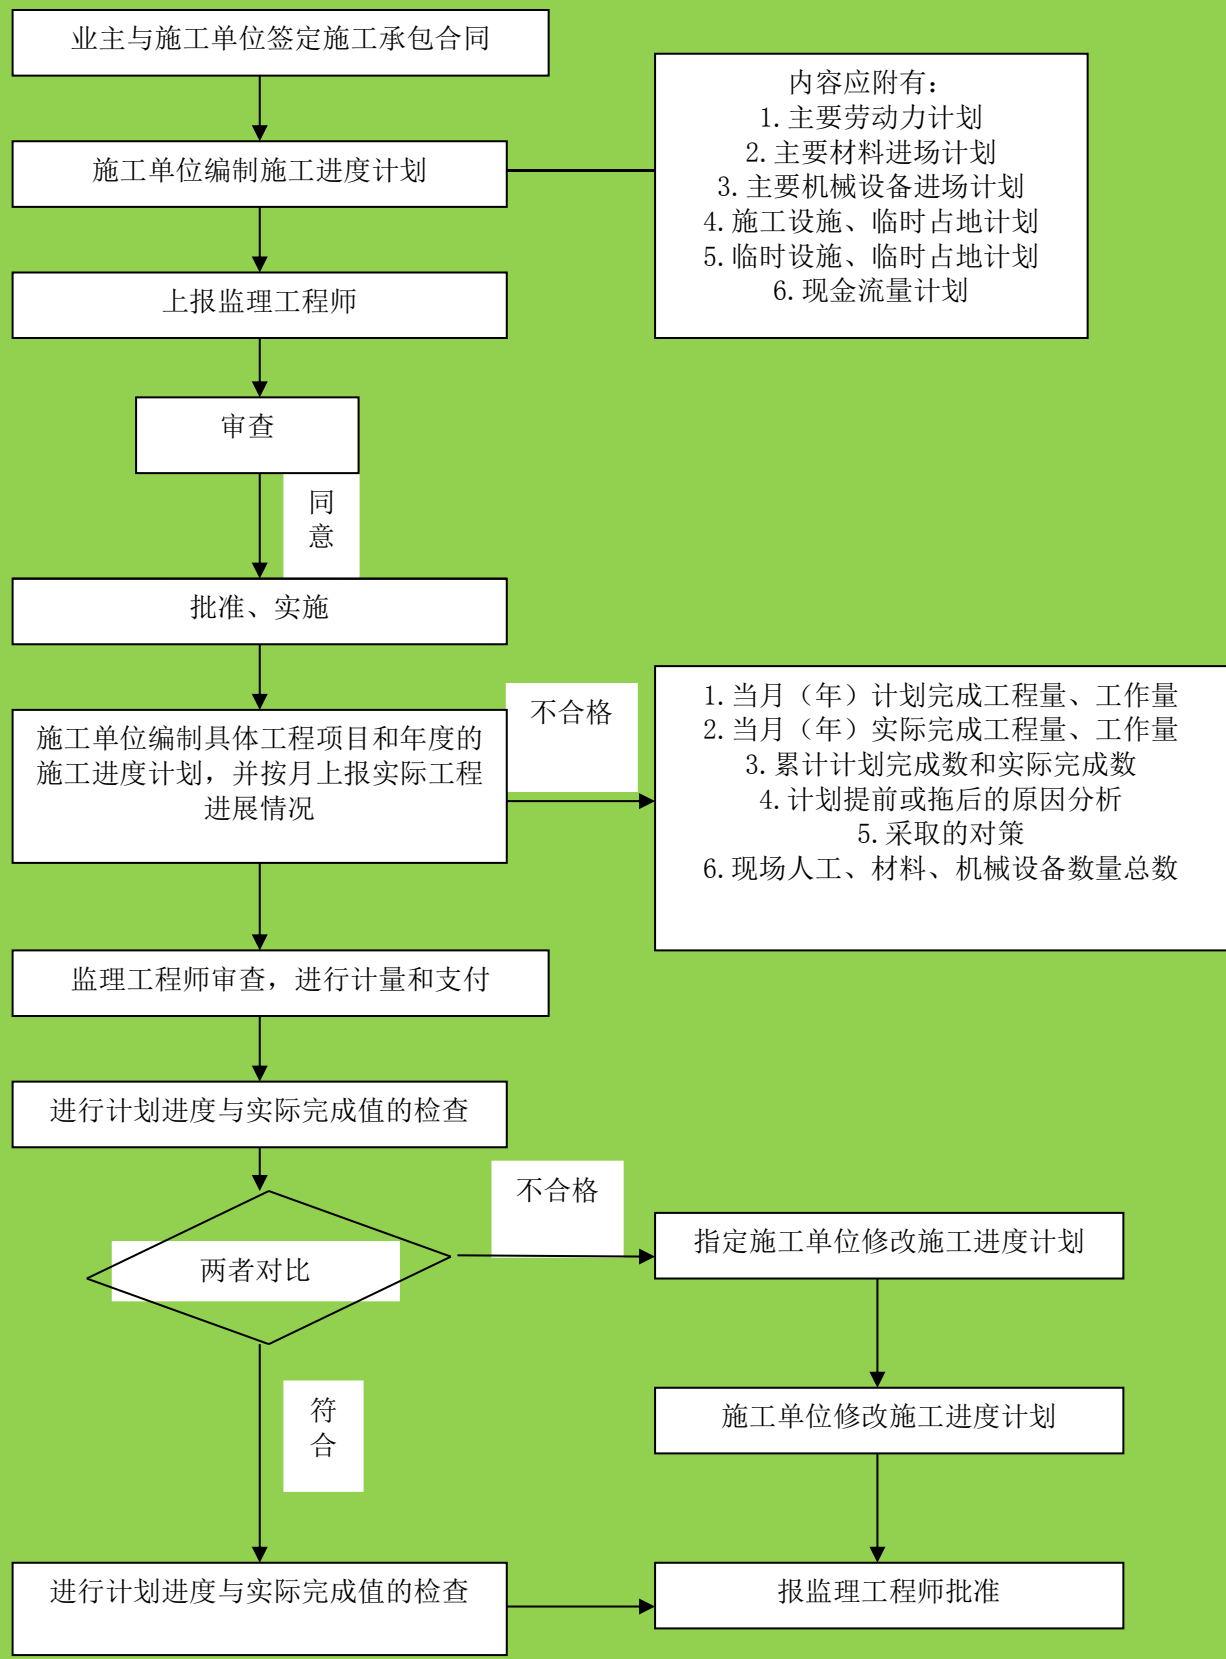 业主与施工单位签定施工承包合同
内容应附有：
1.主要劳动力计划
2.主要材料进场计划
3.主要机械设备进场计划
4.施工设施、临时占地计划
5.临时设施、临时占地计划
6.现金流量计划
施工单位编制施工进度计划
上报监理工程师
审查
同
意
批准、实施
不合格
施工单位编制具体工程项目和年度的
施工进度计划，并按月上报实际工程
进展情况
1.当月（年）计划完成工程量、工作量
2.当月（年）实际完成工程量、工作量
3.累计计划完成数和实际完成数
4.计划提前或拖后的原因分析
5.采取的对策
6.现场人工、材料、机械设备数量总数
监理工程师审查，进行计量和支付
进行计划进度与实际完成值的检查
不合格
两者对比
指定施工单位修改施工进度计划
符
合
施工单位修改施工进度计划
进行计划进度与实际完成值的检查
报监理工程师批准